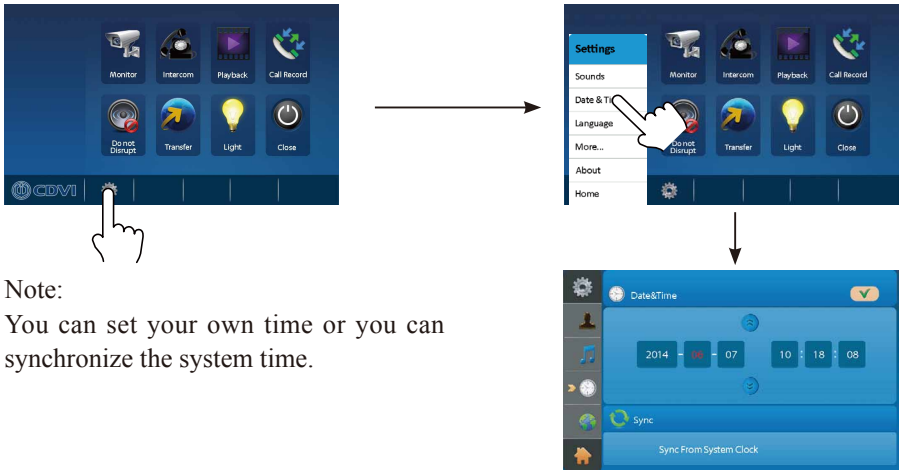 Monitor
Intercom
Playback
Call Record
Do not
Disrupt
Transfer
Light
Close
CDVI
Settings
Sounds
Date & Ti
Language
More...
About
Home
Monitor
Intercom
Playback
Call Record
Do not
Disrupt
Transfer
Light
Close
Note:
You can set your own time or you can
synchronize the system time.
Date&Time
2014 - 06 - 07 10 : 18 : 08
Sync
Sync From System Clock